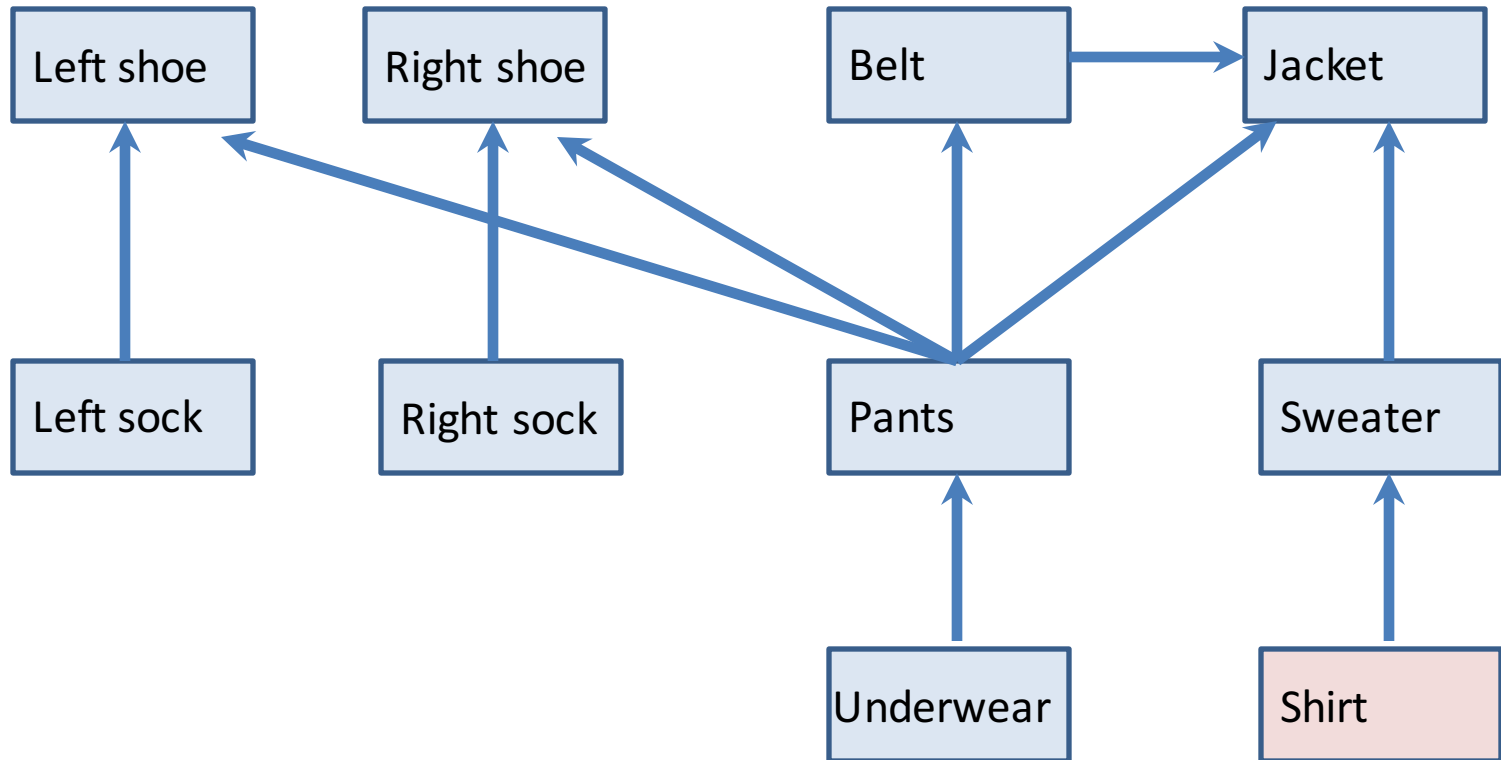 Left shoe
Right shoe
Belt
Jacket
Left sock
Right sock
Pants
Sweater
Underwear
Shirt